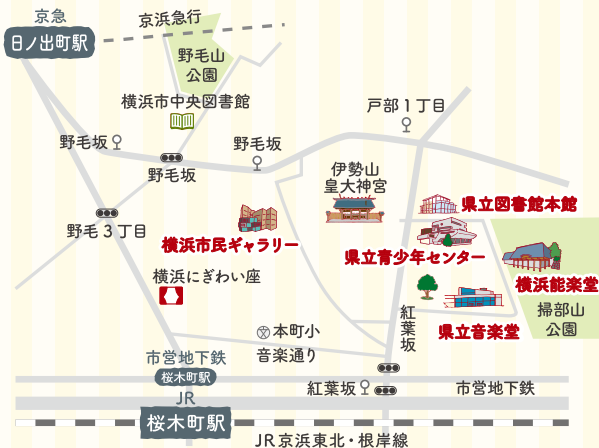 京急
日ノ出町駅
京浜急行
野毛山
公園
横浜市中央図書館
戸部1丁目
野毛坂
野毛坂
野毛坂
伊勢山
皇大神宮
県立図書館本館
野毛3丁目
横浜市民ギャラリー
県立青少年センター
横浜にぎわい座
横浜能楽堂
掃部山
公園
紅葉坂
県立音楽堂
文
本町小
音楽通り
市営地下鉄
桜木町駅
紅葉坂
市営地下鉄
JR
桜木町駅
JR京浜東北・根岸線